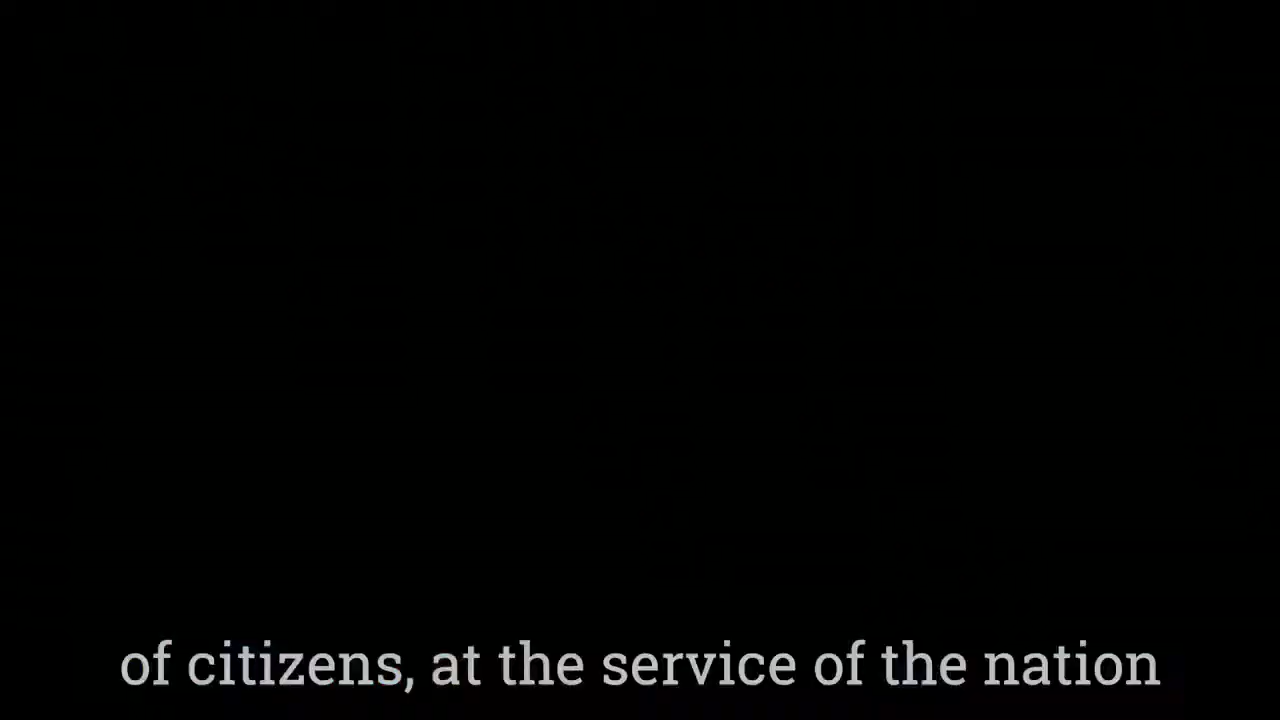 of citizens, at the service of the nation